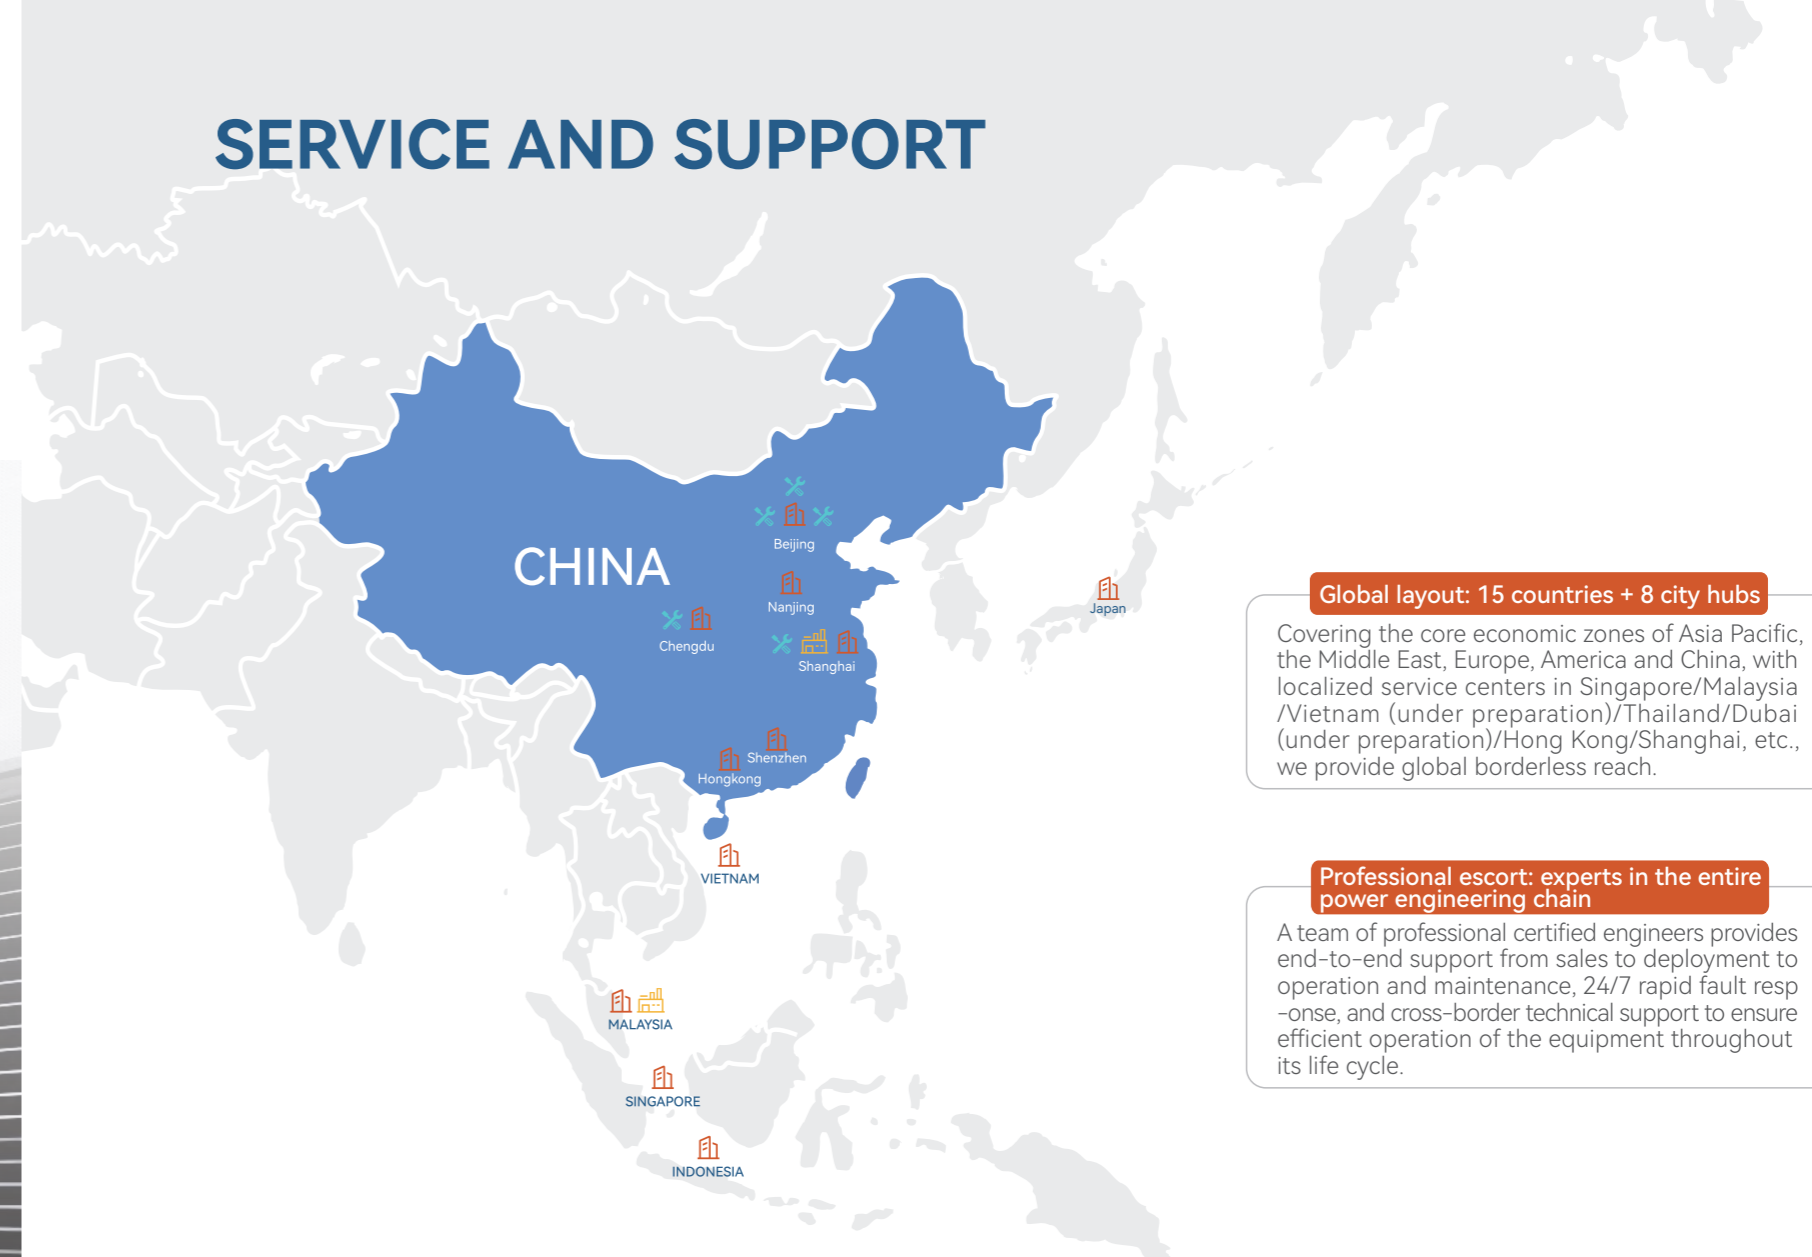 SERVICE AND SUPPORT
CHINA
Beijing
Nanjing
Chengdu
Shanghai
Shenzhen
Hongkong
Japan
VIETNAM
MALAYSIA
SINGAPORE
INDONESIA
Global layout: 15 countries + 8 city hubs
Covering the core economic zones of Asia Pacific,
the Middle East, Europe, America and China, with
localized service centers in Singapore/Malaysia
/Vietnam (under preparation)/Thailand/Dubai
(under preparation)/Hong Kong/Shanghai, etc.,
we provide global borderless reach.
Professional escort: experts in the entire
power engineering chain
A team of professional certified engineers provides
end-to-end support from sales to deployment to
operation and maintenance, 24/7 rapid fault resp
-onse, and cross-border technical support to ensure
efficient operation of the equipment throughout
its life cycle.